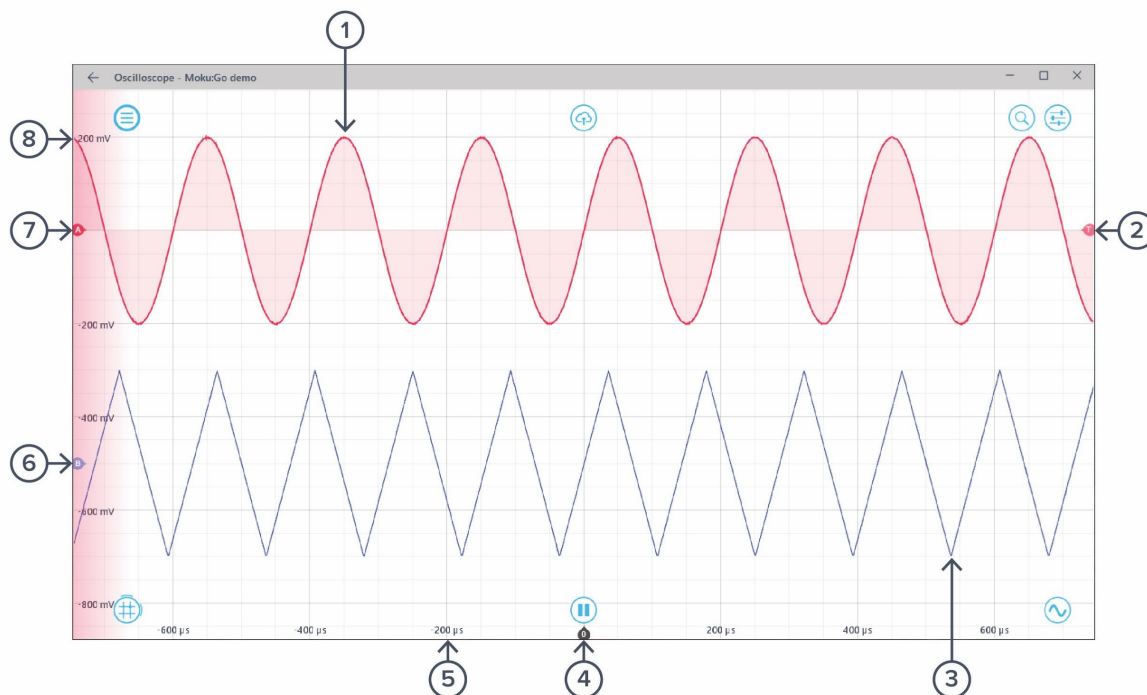 1
Oscilloscope - Moku:Go demo
8
200 mV
7
A
T
2
-200 mV
-400 mV
6
B
-600 mV
-800 mV
-600 µs
-400 µs
-200 µs
0
200 µs
400 µs
600 µs
5
4
3